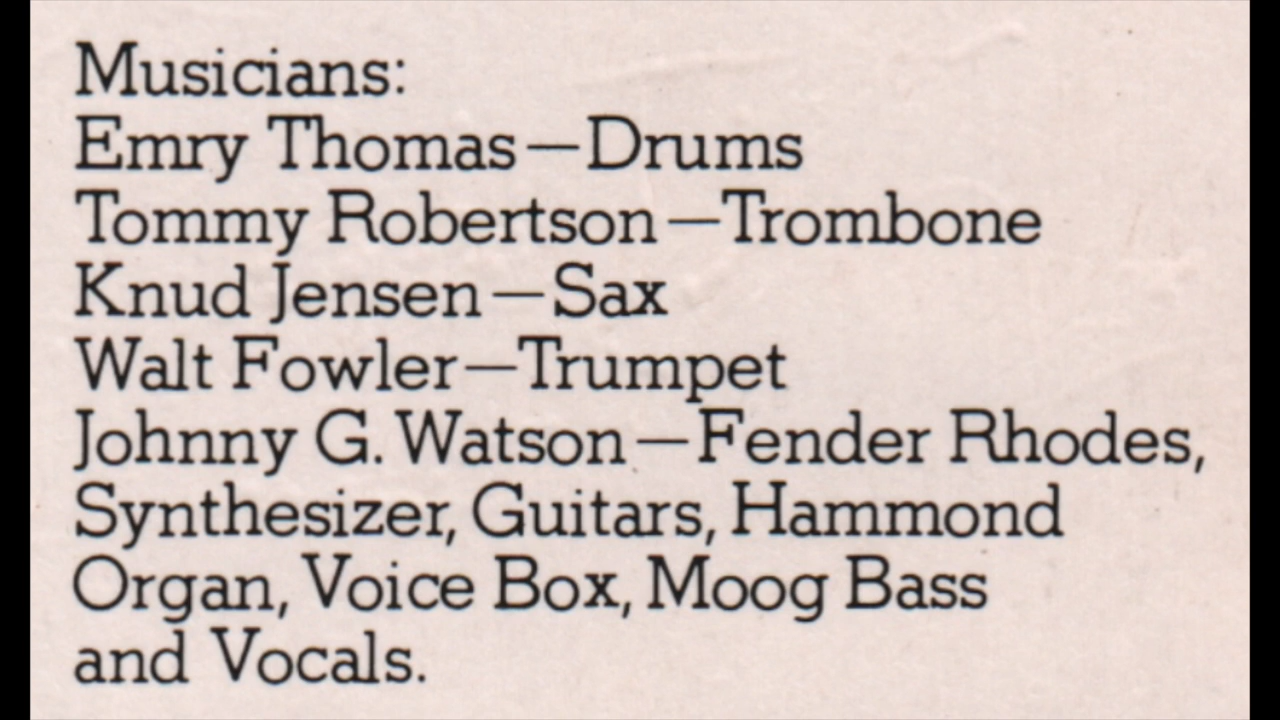 Musicians:
Emry Thomas—Drums
Tommy Robertson—Trombone
Knud Jensen—Sax
Walt Fowler—Trumpet
Johnny G. Watson—Fender Rhodes,
Synthesizer, Guitars, Hammond
Organ, Voice Box, Moog Bass
and Vocals.